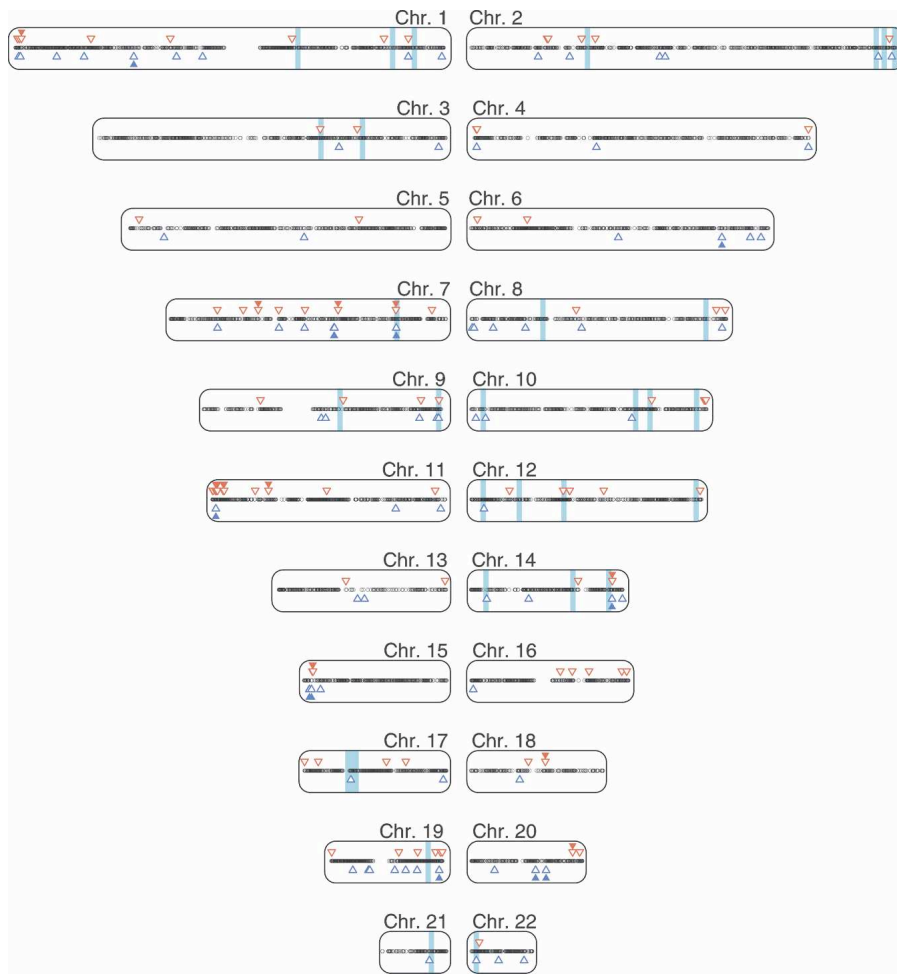 Chr. 1
Chr. 2
Chr. 3
Chr. 4
Chr. 5
Chr. 6
Chr. 7
Chr. 8
Chr. 9
Chr. 10
Chr. 11
Chr. 12
Chr. 13
Chr. 14
Chr. 15
Chr. 16
Chr. 17
Chr. 18
Chr. 19
Chr. 20
Chr. 21
Chr. 22